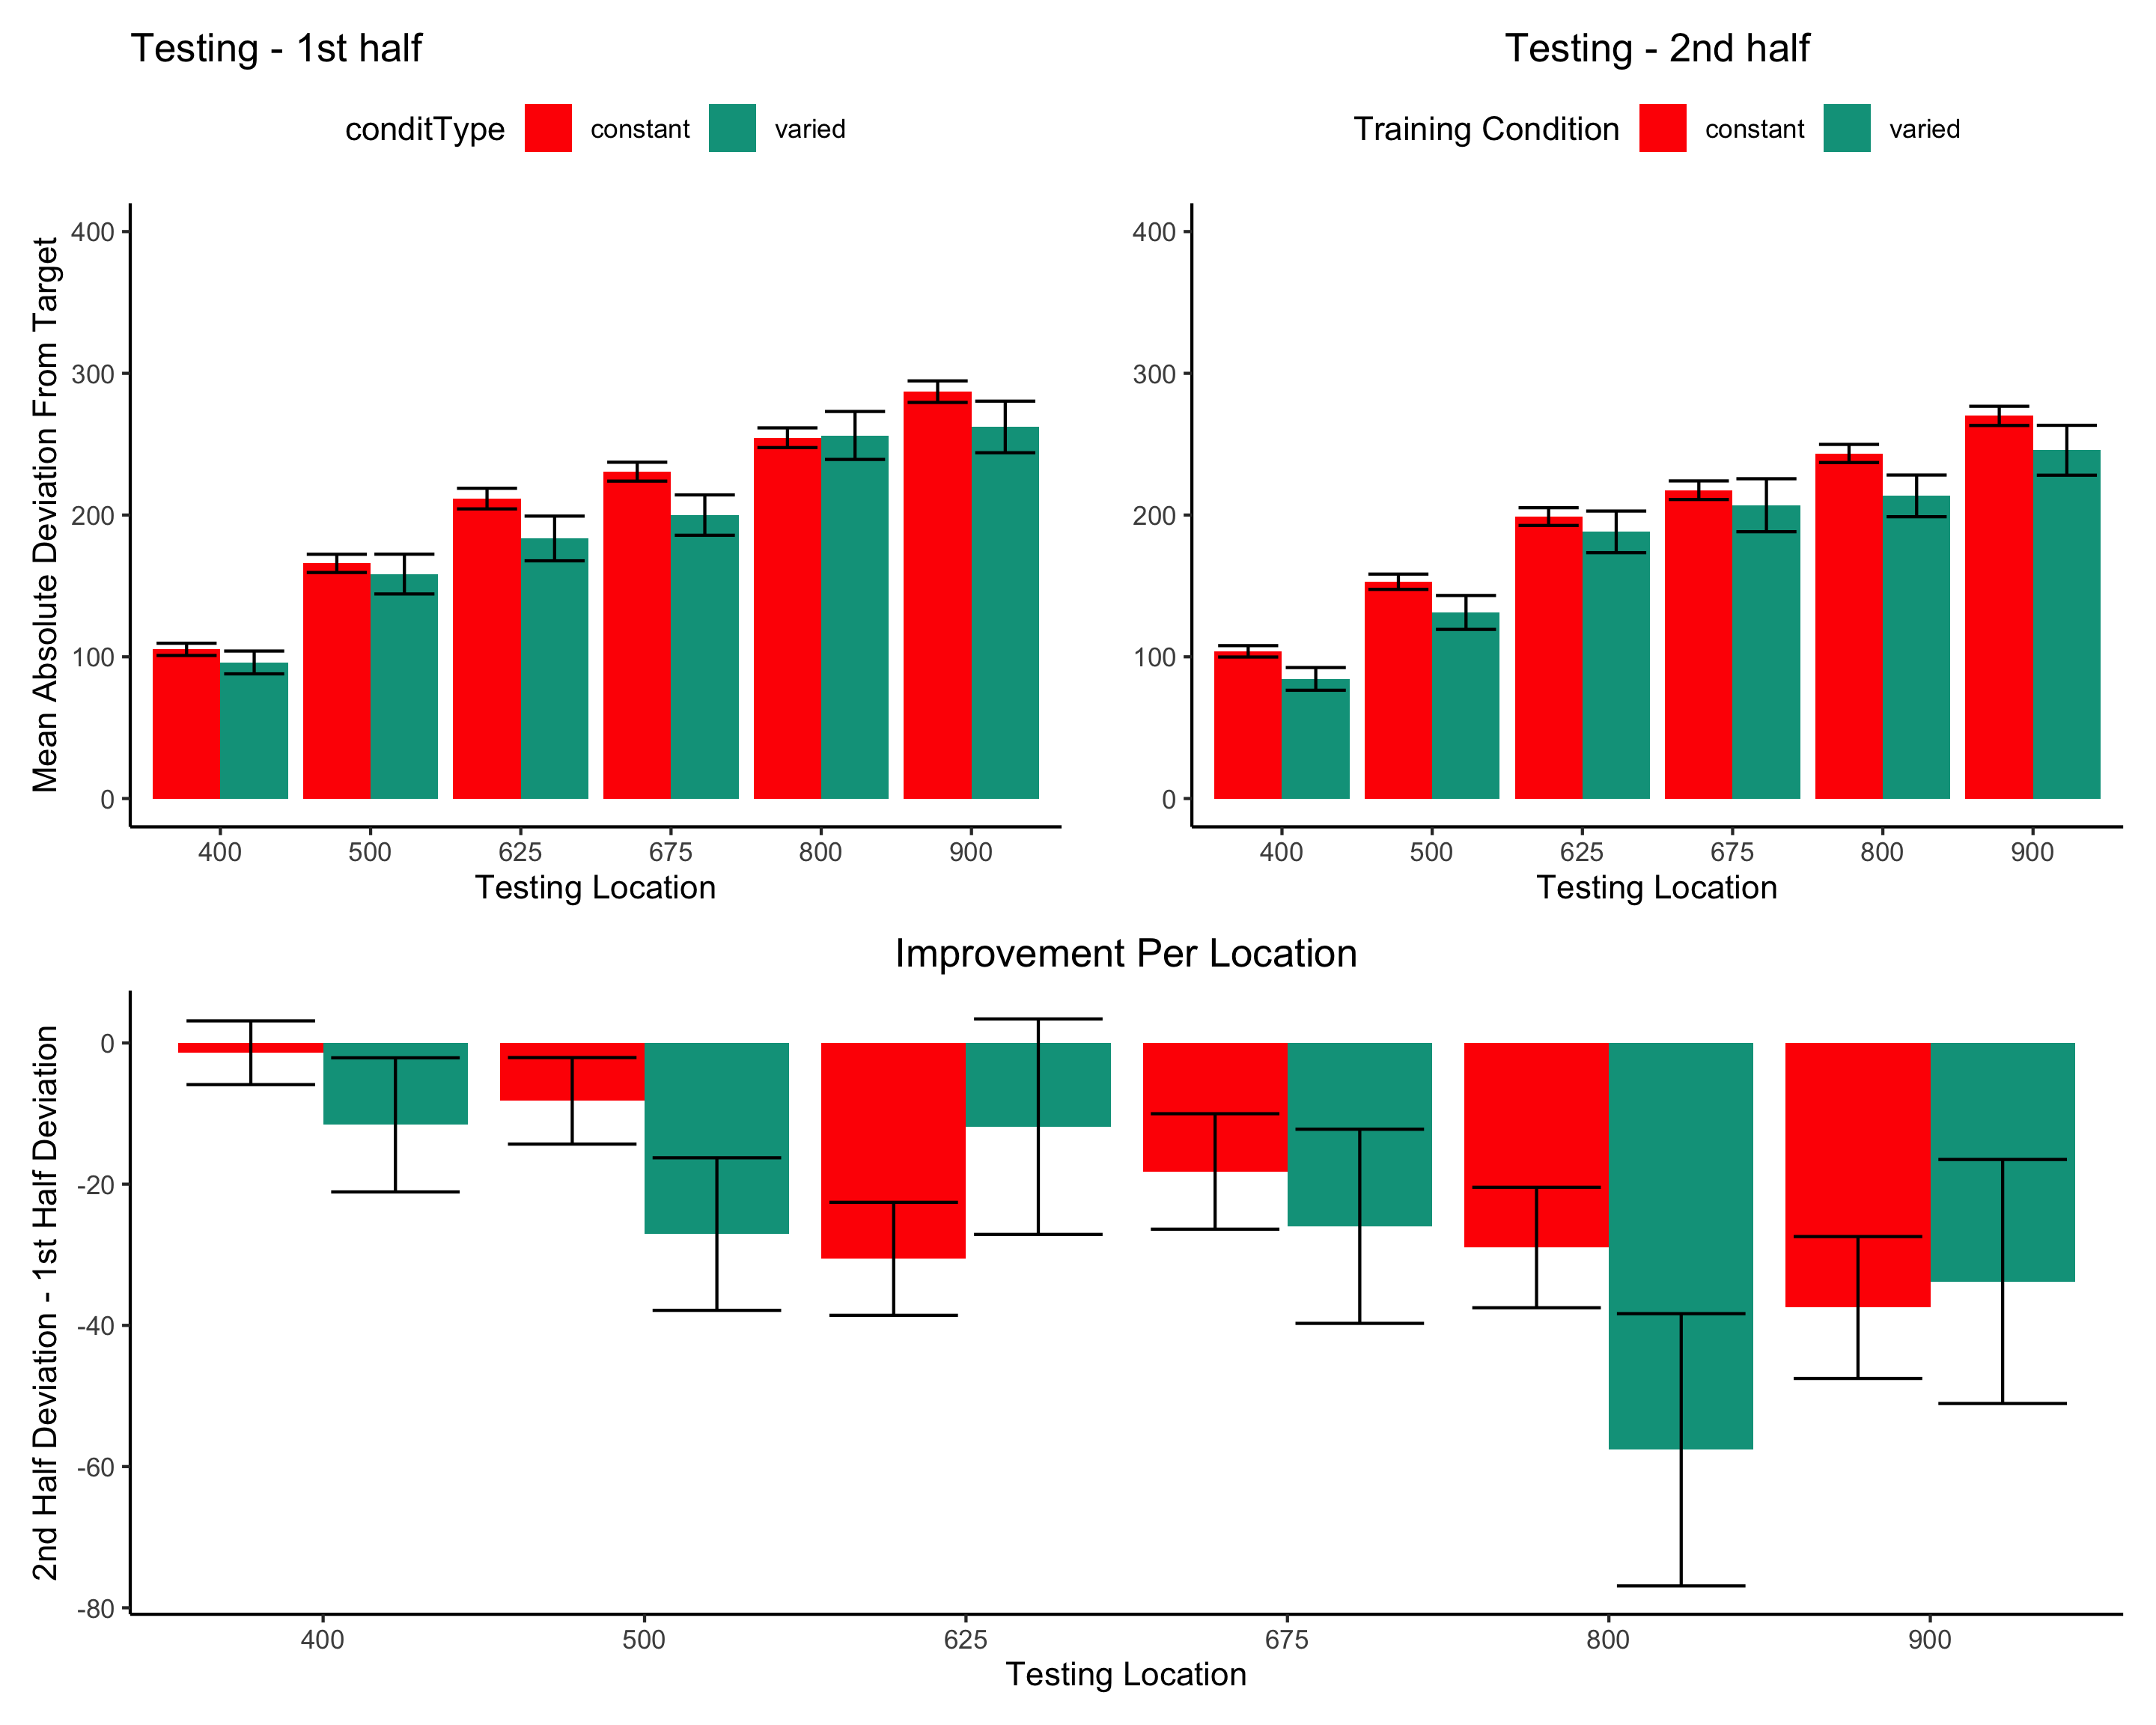 Testing - 1st half
conditType constant varied
Mean Absolute Deviation From Target
400
300
200
100
0
400 500 625 675 800 900
Testing Location
Testing - 2nd half
Training Condition constant varied
400
300
200
100
0
400 500 625 675 800 900
Testing Location
Improvement Per Location
2nd Half Deviation - 1st Half Deviation
0
-20
-40
-60
-80
400 500 625 675 800 900
Testing Location